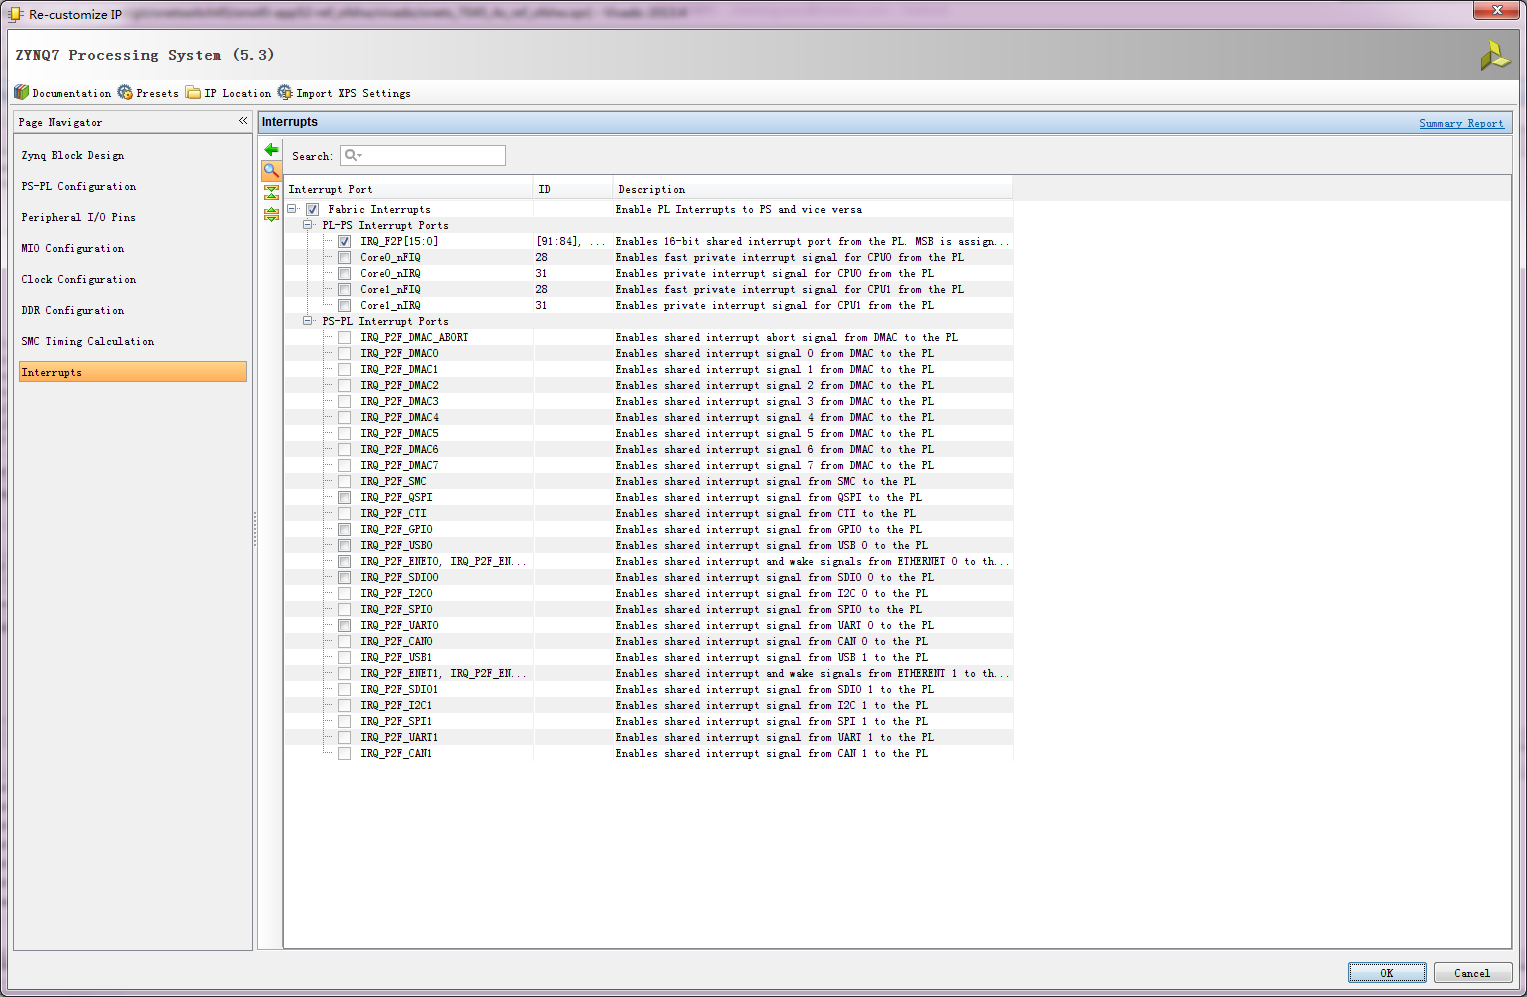 Re-customize IP
ZYNQ7 Processing System (5.3)
Documentation Presets IP Location Import XPS Settings
Page Navigator «
Zynq Block Design
PS-PL Configuration
Peripheral I/O Pins
MIO Configuration
Clock Configuration
DDR Configuration
SMC Timing Calculation
Interrupts
Interrupts Summary Report
Search:
Interrupt Port ID Description
Fabric Interrupts Enable PL Interrupts to PS and vice versa
PL-PS Interrupt Ports
IRQ_F2P[15:0] [91:84], ... Enables 16-bit shared interrupt port from the PL. MSB is assign...
Core0_nFIQ 28 Enables fast private interrupt signal for CPU0 from the PL
Core0_nIRQ 31 Enables private interrupt signal for CPU0 from the PL
Core1_nFIQ 28 Enables fast private interrupt signal for CPU1 from the PL
Core1_nIRQ 31 Enables private interrupt signal for CPU1 from the PL
PS-PL Interrupt Ports
IRQ_P2F_DMAC_ABORT Enables shared interrupt abort signal from DMAC to the PL
IRQ_P2F_DMAC0 Enables shared interrupt signal 0 from DMAC to the PL
IRQ_P2F_DMAC1 Enables shared interrupt signal 1 from DMAC to the PL
IRQ_P2F_DMAC2 Enables shared interrupt signal 2 from DMAC to the PL
IRQ_P2F_DMAC3 Enables shared interrupt signal 3 from DMAC to the PL
IRQ_P2F_DMAC4 Enables shared interrupt signal 4 from DMAC to the PL
IRQ_P2F_DMAC5 Enables shared interrupt signal 5 from DMAC to the PL
IRQ_P2F_DMAC6 Enables shared interrupt signal 6 from DMAC to the PL
IRQ_P2F_DMAC7 Enables shared interrupt signal 7 from DMAC to the PL
IRQ_P2F_SMC Enables shared interrupt signal from SMC to the PL
IRQ_P2F_QSPI Enables shared interrupt signal from QSPI to the PL
IRQ_P2F_CTI Enables shared interrupt signal from CTI to the PL
IRQ_P2F_GPIO Enables shared interrupt signal from GPIO to the PL
IRQ_P2F_USB0 Enables shared interrupt signal from USB 0 to the PL
IRQ_P2F_ENET0, IRQ_P2F_EN... Enables shared interrupt and wake signals from ETHERNET 0 to th...
IRQ_P2F_SDIO0 Enables shared interrupt signal from SDIO 0 to the PL
IRQ_P2F_I2C0 Enables shared interrupt signal from I2C 0 to the PL
IRQ_P2F_SPI0 Enables shared interrupt signal from SPI0 to the PL
IRQ_P2F_UART0 Enables shared interrupt signal from UART 0 to the PL
IRQ_P2F_CAN0 Enables shared interrupt signal from CAN 0 to the PL
IRQ_P2F_USB1 Enables shared interrupt signal from USB 1 to the PL
IRQ_P2F_ENET1, IRQ_P2F_EN... Enables shared interrupt and wake signals from ETHERENT 1 to th...
IRQ_P2F_SDIO1 Enables shared interrupt signal from SDIO 1 to the PL
IRQ_P2F_I2C1 Enables shared interrupt signal from I2C 1 to the PL
IRQ_P2F_SPI1 Enables shared interrupt signal from SPI 1 to the PL
IRQ_P2F_UART1 Enables shared interrupt signal from UART 1 to the PL
IRQ_P2F_CAN1 Enables shared interrupt signal from CAN 1 to the PL
OK Cancel